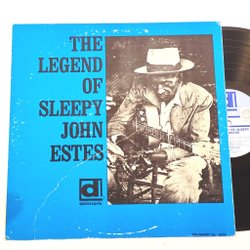 THE
LEGEND
OF
SLEEPY
JOHN
ESTES
d
delmark